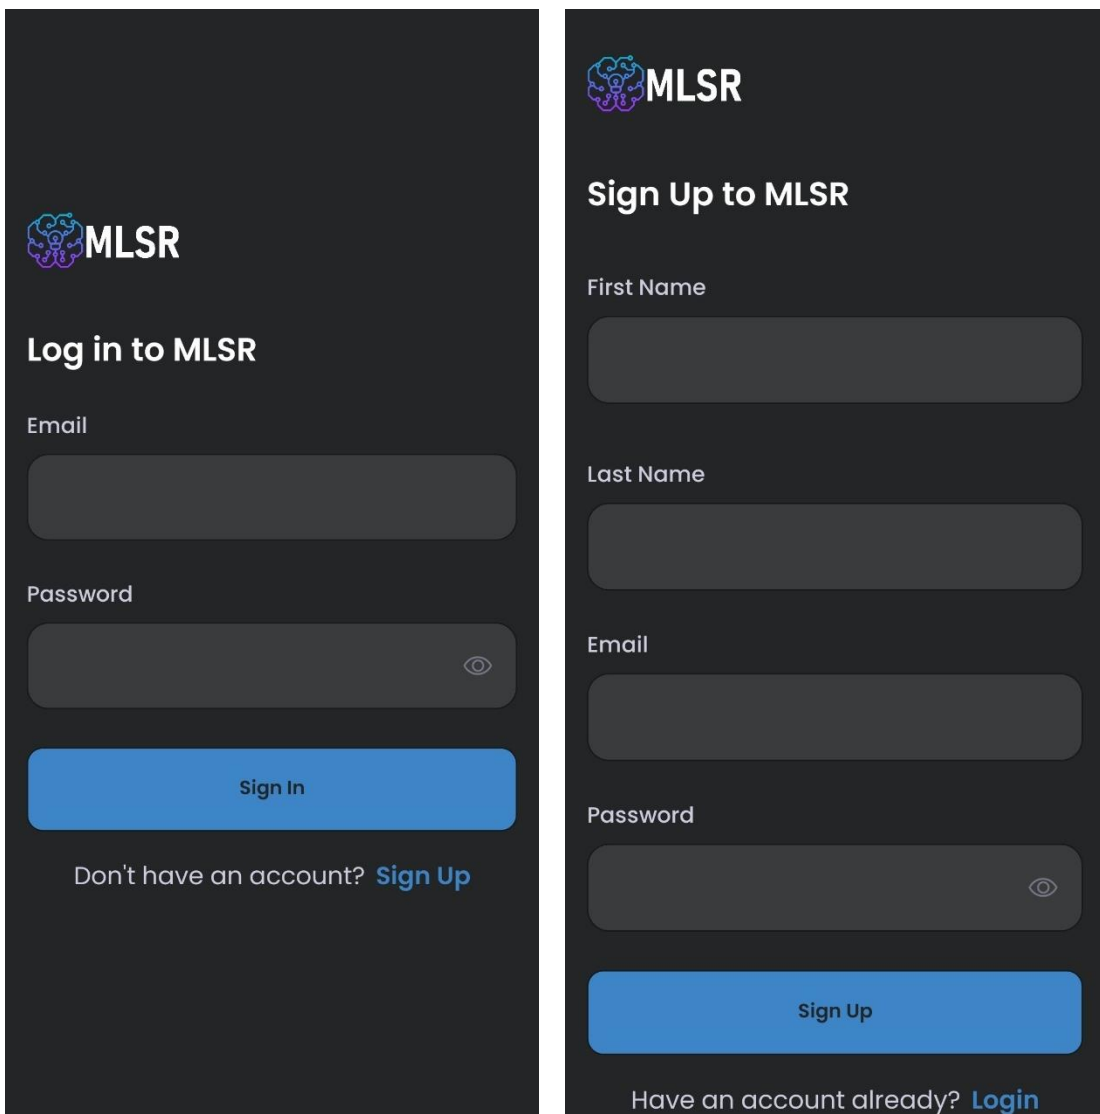 MLSR
Log in to MLSR
Email
Password
Sign In
Don't have an account? Sign Up
MLSR
Sign Up to MLSR
First Name
Last Name
Email
Password
Sign Up
Have an account already? Login